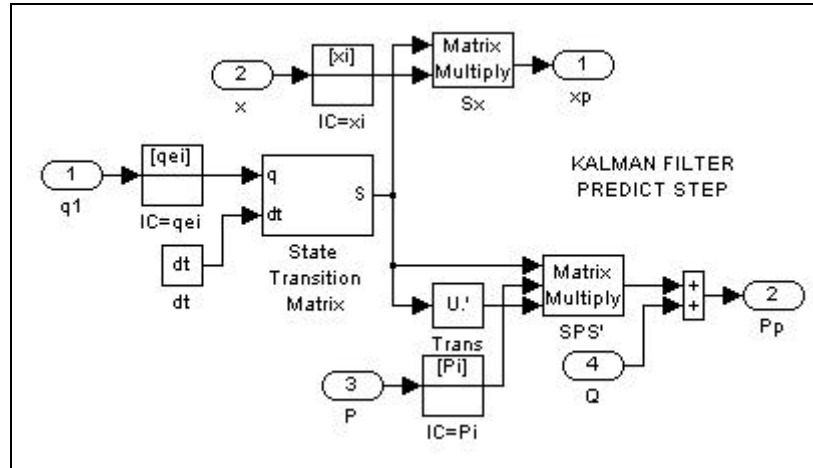 [xi]
2
x
IC=xi
Matrix
Multiply
Sx
1
xp
[qei]
1
q1
IC=qei
q
dt
S
State
Transition
Matrix
dt
dt
KALMAN FILTER
PREDICT STEP
U.'
Trans
Matrix
Multiply
SPS'
+
+
2
Pp
[Pi]
3
P
IC=Pi
4
Q